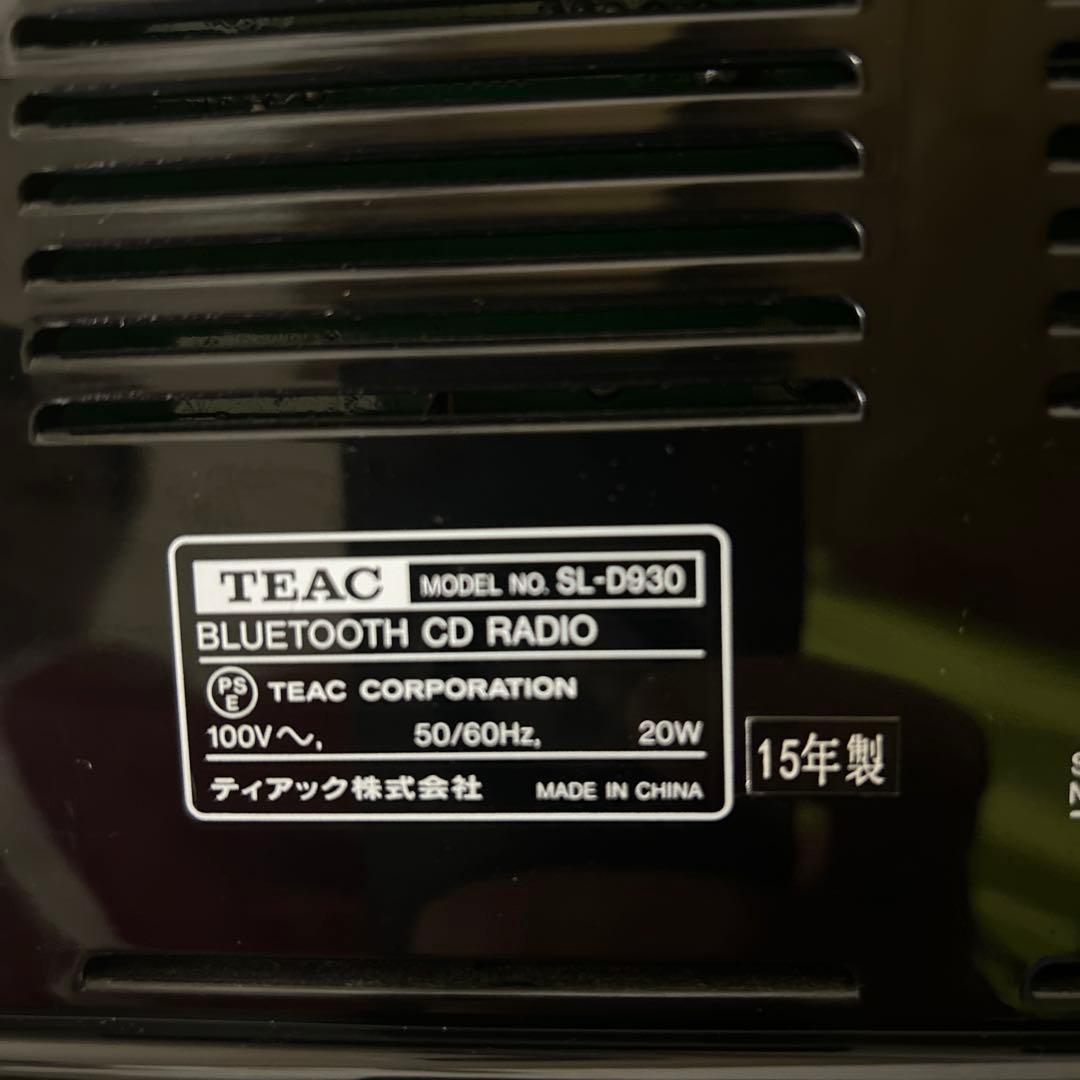 TEAC MODEL NO. SL-D930
BLUETOOTH CD RADIO
PSE TEAC CORPORATION
100V～, 50/60Hz, 20W
ティアック株式会社 MADE IN CHINA
15年製